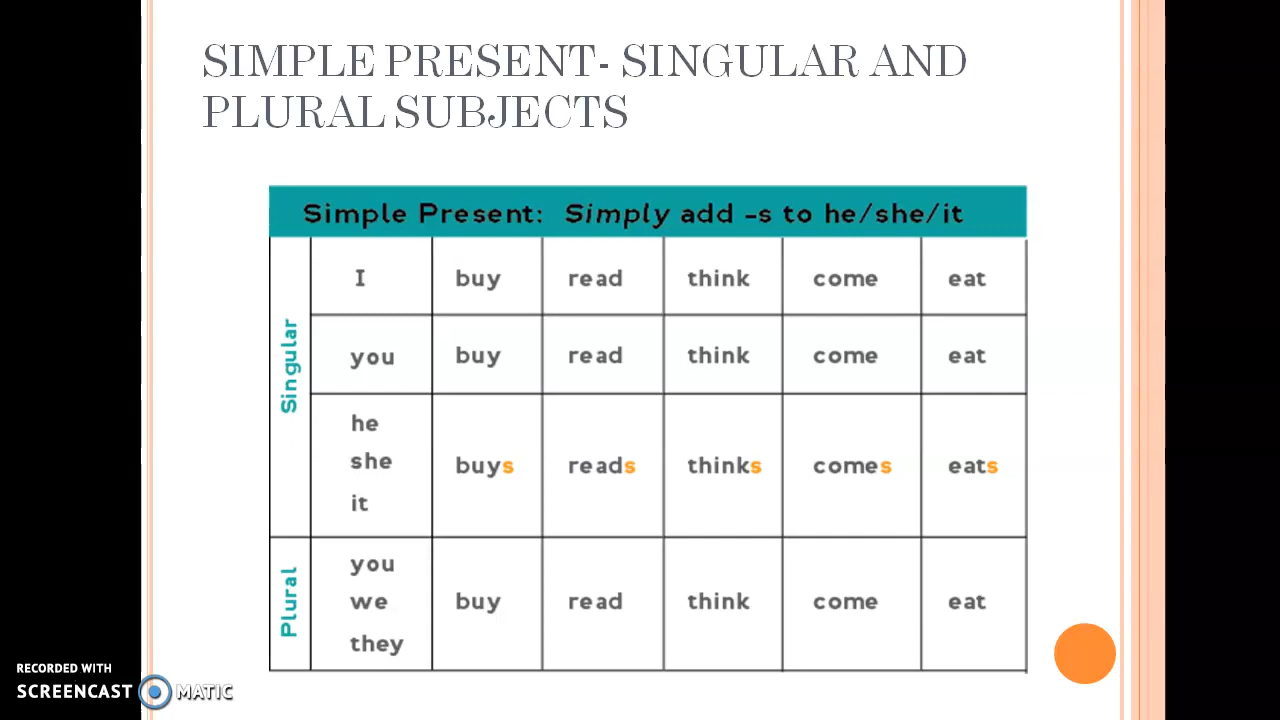 SIMPLE PRESENT- SINGULAR AND
PLURAL SUBJECTS
Simple Present: Simply add -s to he/she/it
Singular
I buy read think come eat
you buy read think come eat
he
she
it
buys reads thinks comes eats
Plural
you
we
they
buy read think come eat
RECORDED WITH
SCREENCAST MATIC